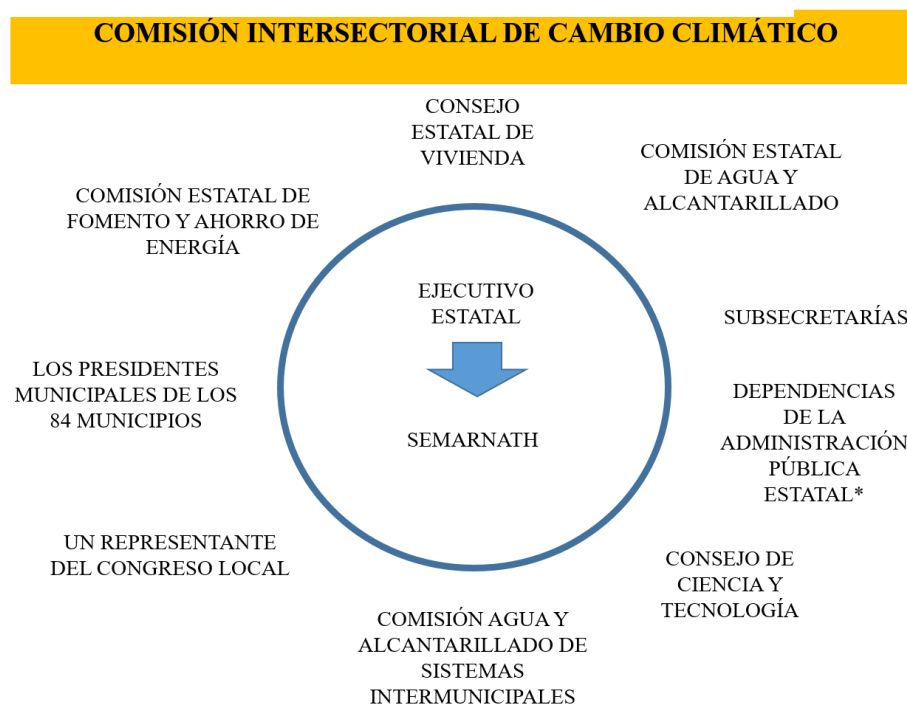 COMISIÓN INTERSECTORIAL DE CAMBIO CLIMÁTICO
CONSEJO
ESTATAL DE
VIVIENDA
COMISIÓN ESTATAL
DE AGUA Y
ALCANTARILLADO
COMISIÓN ESTATAL DE
FOMENTO Y AHORRO DE
ENERGÍA
EJECUTIVO
ESTATAL
SUBSECRETARÍAS
LOS PRESIDENTES
MUNICIPALES DE LOS
84 MUNICIPIOS
SEMARNATH
DEPENDENCIAS
DE LA
ADMINISTRACIÓN
PÚBLICA
ESTATAL*
UN REPRESENTANTE
DEL CONGRESO LOCAL
CONSEJO DE
CIENCIA Y
TECNOLOGÍA
COMISIÓN AGUA Y
ALCANTARILLADO DE
SISTEMAS
INTERMUNICIPALES